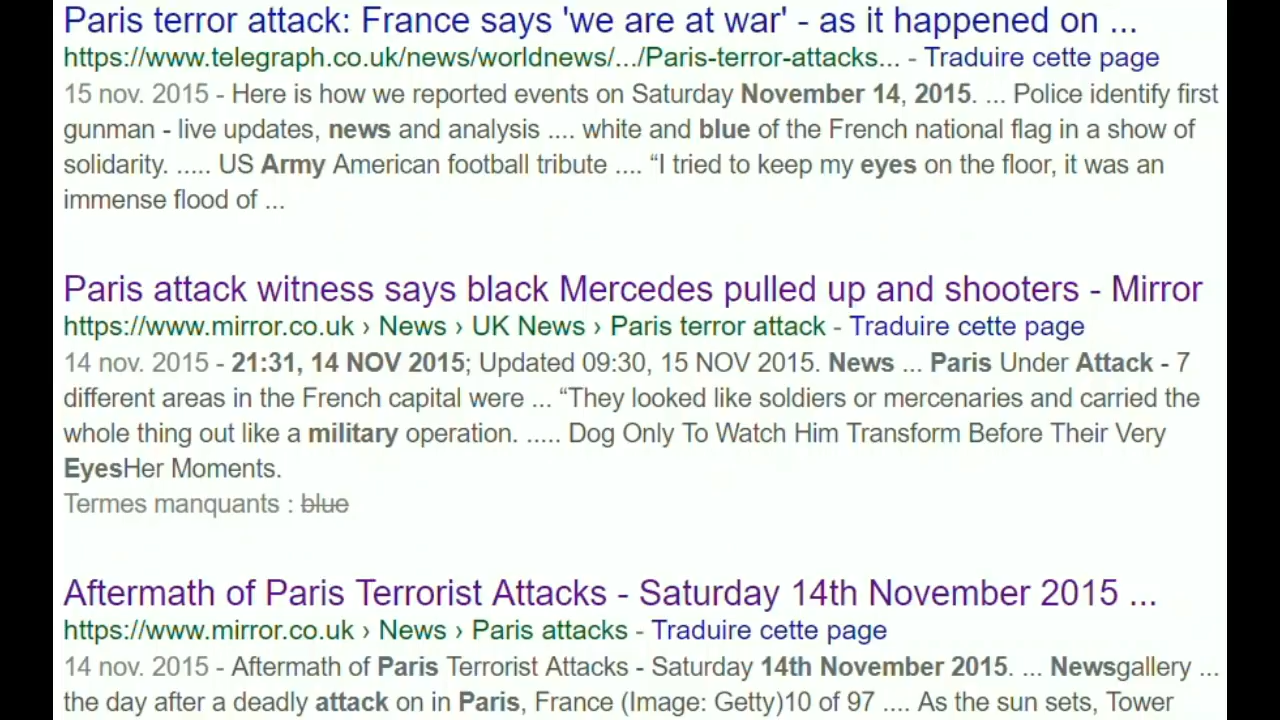 Paris terror attack: France says 'we are at war' - as it happened on ...
https://www.telegraph.co.uk/news/worldnews/.../Paris-terror-attacks... - Traduire cette page
15 nov. 2015 - Here is how we reported events on Saturday November 14, 2015. ... Police identify first
gunman - live updates, news and analysis .... white and blue of the French national flag in a show of
solidarity. ..... US Army American football tribute .... “I tried to keep my eyes on the floor, it was an
immense flood of ...
Paris attack witness says black Mercedes pulled up and shooters - Mirror
https://www.mirror.co.uk › News › UK News › Paris terror attack - Traduire cette page
14 nov. 2015 - 21:31, 14 NOV 2015; Updated 09:30, 15 NOV 2015. News ... Paris Under Attack - 7
different areas in the French capital were ... “They looked like soldiers or mercenaries and carried the
whole thing out like a military operation. ..... Dog Only To Watch Him Transform Before Their Very
EyesHer Moments.
Termes manquants : blue
Aftermath of Paris Terrorist Attacks - Saturday 14th November 2015 ...
https://www.mirror.co.uk › News › Paris attacks - Traduire cette page
14 nov. 2015 - Aftermath of Paris Terrorist Attacks - Saturday 14th November 2015. ... Newsgallery ...
the day after a deadly attack on in Paris, France (Image: Getty)10 of 97 .... As the sun sets, Tower